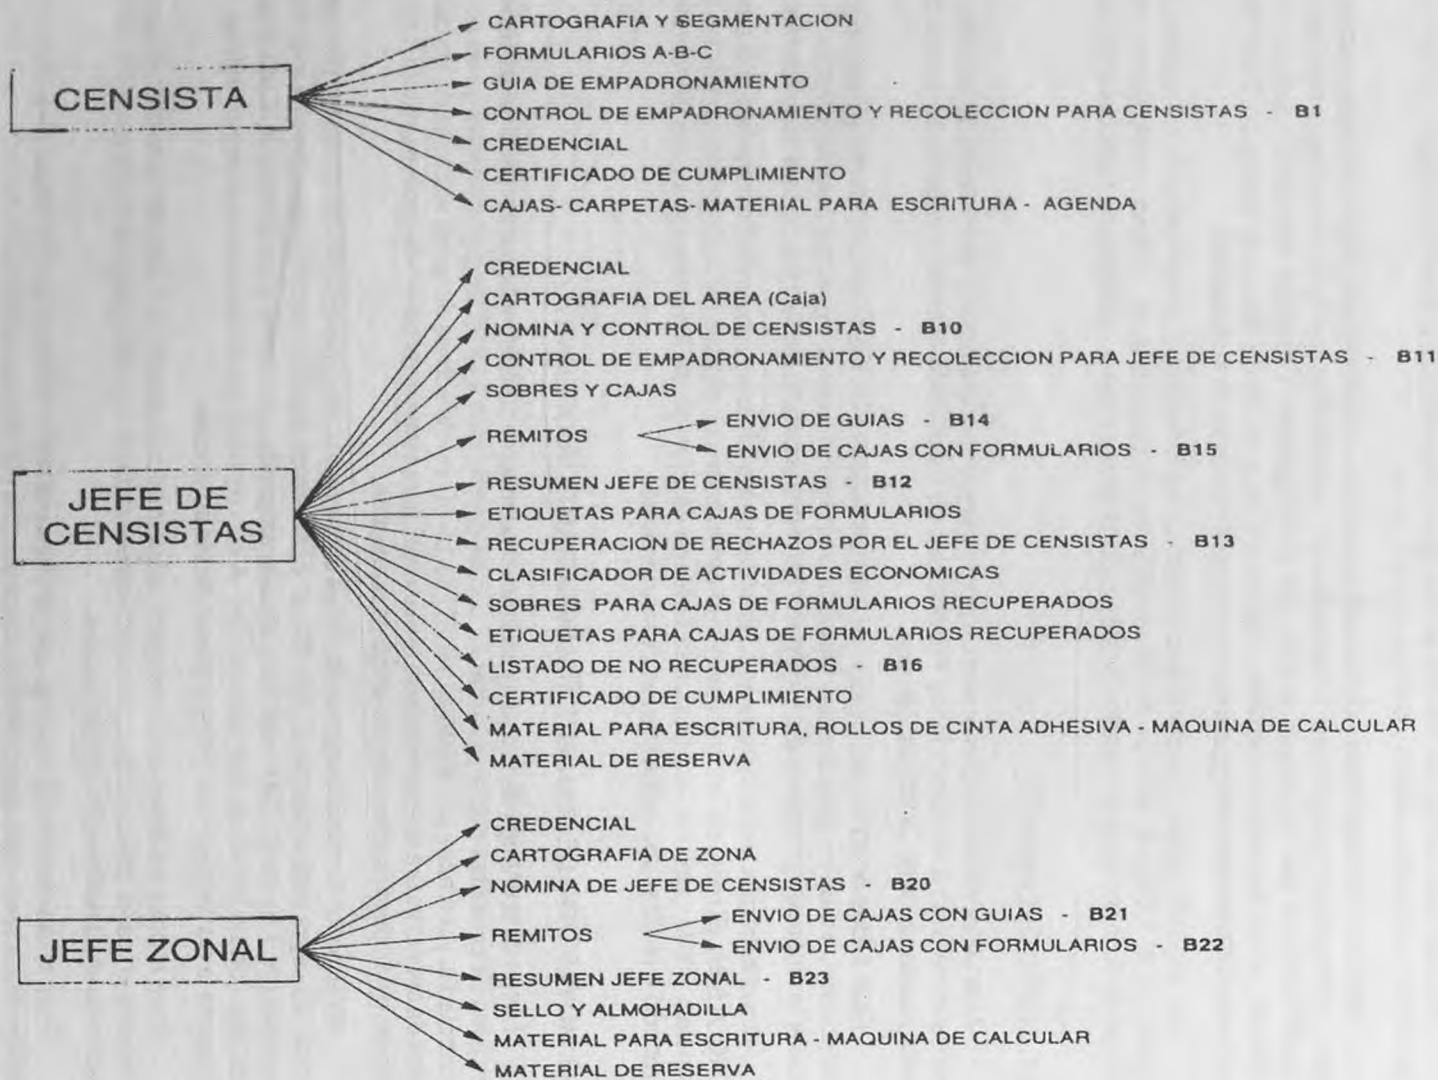 CENSISTA
CARTOGRAFIA Y SEGMENTACION
FORMULARIOS A-B-C
GUIA DE EMPADRONAMIENTO
CONTROL DE EMPADRONAMIENTO Y RECOLECCION PARA CENSISTAS - B1
CREDENCIAL
CERTIFICADO DE CUMPLIMIENTO
CAJAS- CARPETAS- MATERIAL PARA ESCRITURA - AGENDA
JEFE DE
CENSISTAS
CREDENCIAL
CARTOGRAFIA DEL AREA (Caja)
NOMINA Y CONTROL DE CENSISTAS - B10
CONTROL DE EMPADRONAMIENTO Y RECOLECCION PARA JEFE DE CENSISTAS - B11
SOBRES Y CAJAS
REMITOS
ENVIO DE GUIAS - B14
ENVIO DE CAJAS CON FORMULARIOS - B15
RESUMEN JEFE DE CENSISTAS - B12
ETIQUETAS PARA CAJAS DE FORMULARIOS
RECUPERACION DE RECHAZOS POR EL JEFE DE CENSISTAS - B13
CLASIFICADOR DE ACTIVIDADES ECONOMICAS
SOBRES PARA CAJAS DE FORMULARIOS RECUPERADOS
ETIQUETAS PARA CAJAS DE FORMULARIOS RECUPERADOS
LISTADO DE NO RECUPERADOS - B16
CERTIFICADO DE CUMPLIMIENTO
MATERIAL PARA ESCRITURA, ROLLOS DE CINTA ADHESIVA - MAQUINA DE CALCULAR
MATERIAL DE RESERVA
JEFE ZONAL
CREDENCIAL
CARTOGRAFIA DE ZONA
NOMINA DE JEFE DE CENSISTAS - B20
REMITOS
ENVIO DE CAJAS CON GUIAS - B21
ENVIO DE CAJAS CON FORMULARIOS - B22
RESUMEN JEFE ZONAL - B23
SELLO Y ALMOHADILLA
MATERIAL PARA ESCRITURA - MAQUINA DE CALCULAR
MATERIAL DE RESERVA